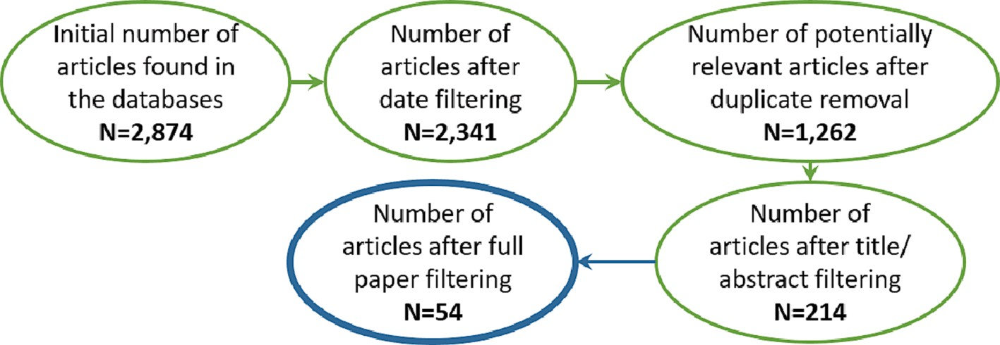 Initial number of
articles found in
the databases
N=2,874
Number of
articles after
date filtering
N=2,341
Number of potentially
relevant articles after
duplicate removal
N=1,262
Number of
articles after title/
abstract filtering
N=214
Number of
articles after full
paper filtering
N=54